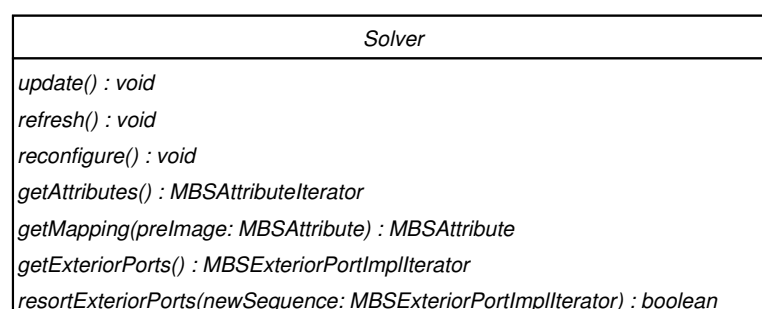 Solver
update() : void
refresh() : void
reconfigure() : void
getAttributes() : MBSAttributeIterator
getMapping(preImage: MBSAttribute) : MBSAttribute
getExteriorPorts() : MBSExteriorPortImplIterator
resortExteriorPorts(newSequence: MBSExteriorPortImplIterator) : boolean